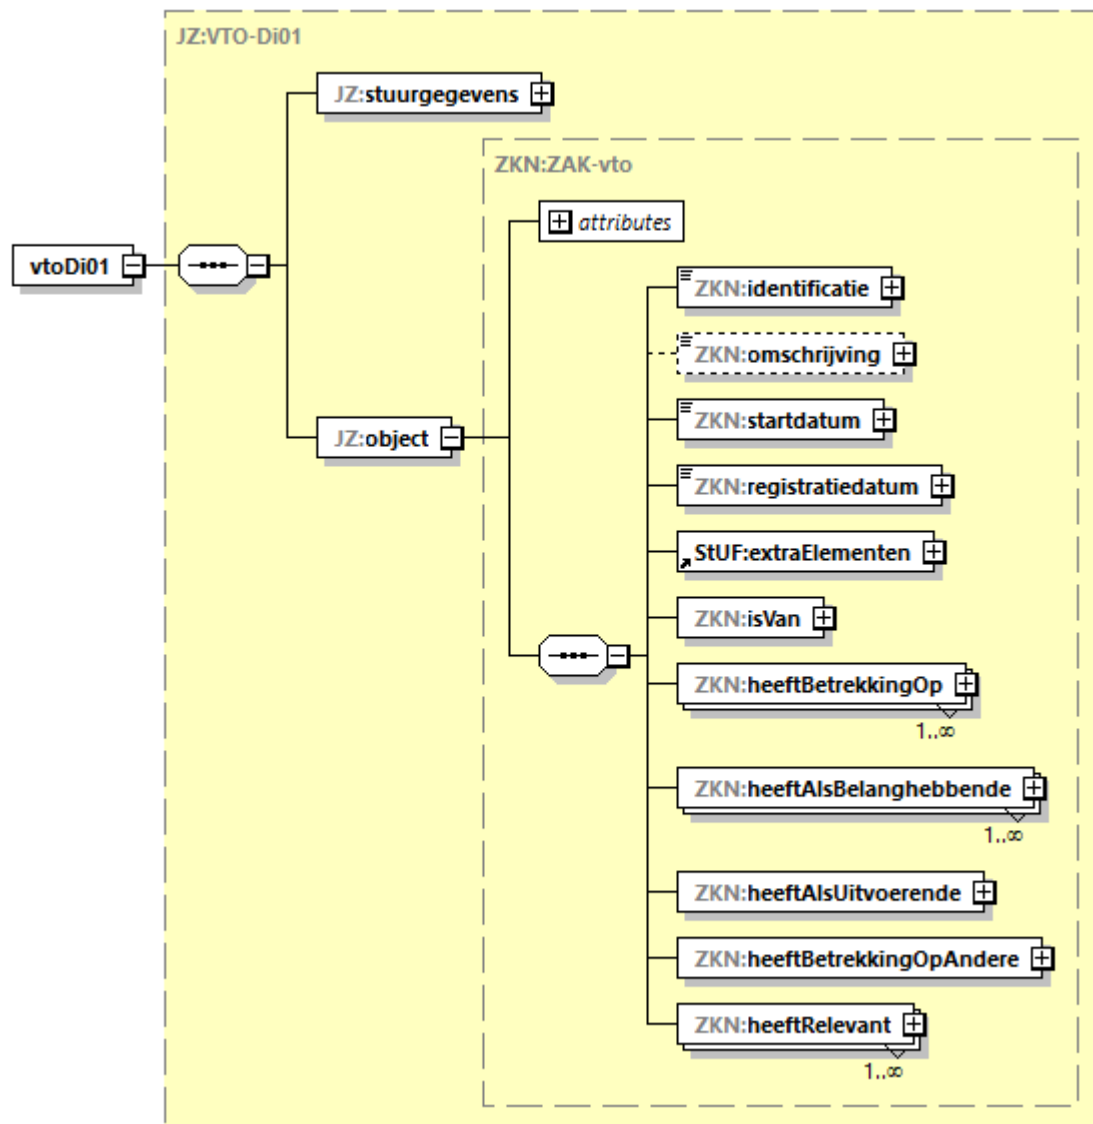 JZ:VTO-Di01
JZ:stuurgegevens
ZKN:ZAK-vto
attributes
vtoDi01
ZKN:identificatie
ZKN:omschrijving
ZKN:startdatum
JZ:object
ZKN:registratiedatum
StUF:extraElementen
ZKN:isVan
ZKN:heeftBetrekkingOp
1..∞
ZKN:heeftAlsBelanghebbende
1..∞
ZKN:heeftAlsUitvoerende
ZKN:heeftBetrekkingOpAndere
ZKN:heeftRelevant
1..∞